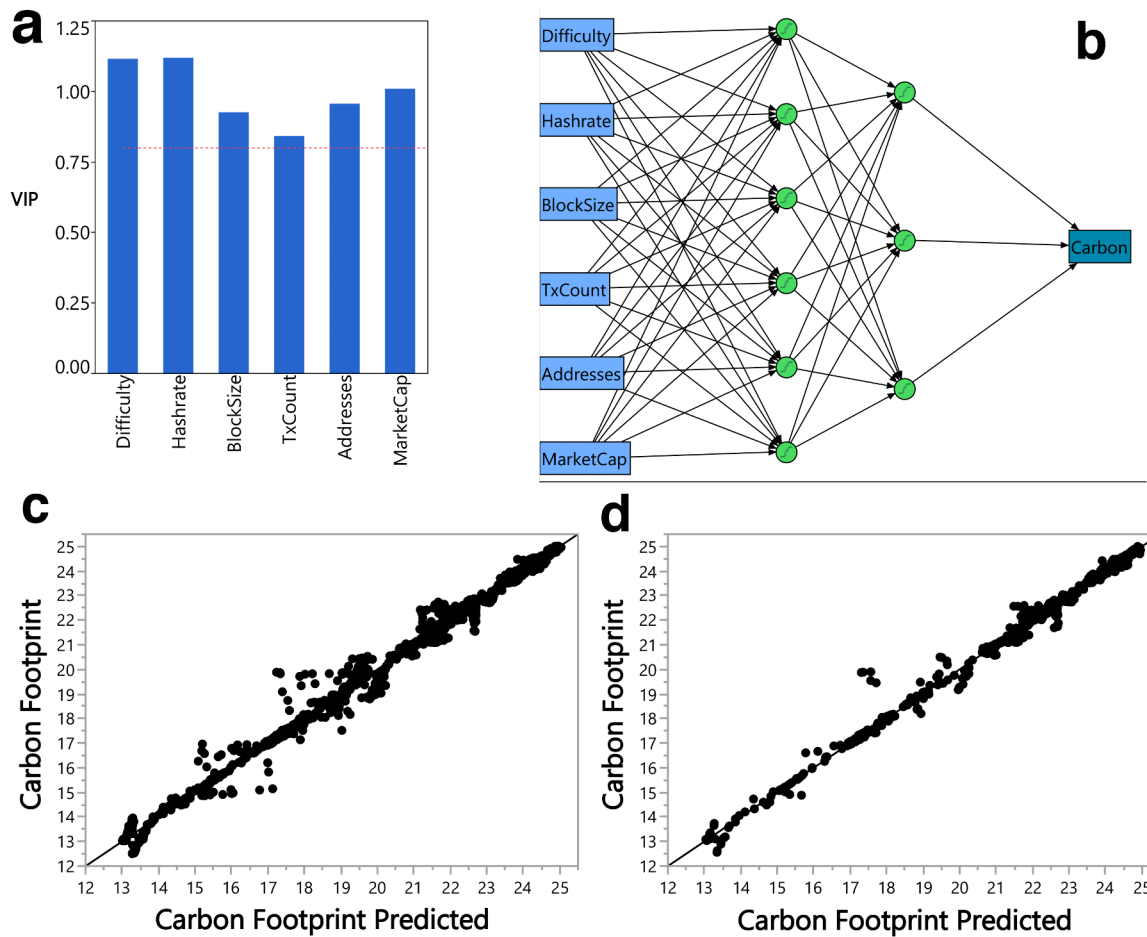 a
VIP
1.25
1.00
0.75
0.50
0.25
0.00
Difficulty
Hashrate
BlockSize
TxCount
Addresses
MarketCap
b
Difficulty
Hashrate
BlockSize
TxCount
Addresses
MarketCap
Carbon
c
Carbon Footprint
25
24
23
22
21
20
19
18
17
16
15
14
13
12
12 13 14 15 16 17 18 19 20 21 22 23 24 25
Carbon Footprint Predicted
d
Carbon Footprint
25
24
23
22
21
20
19
18
17
16
15
14
13
12
12 13 14 15 16 17 18 19 20 21 22 23 24 25
Carbon Footprint Predicted